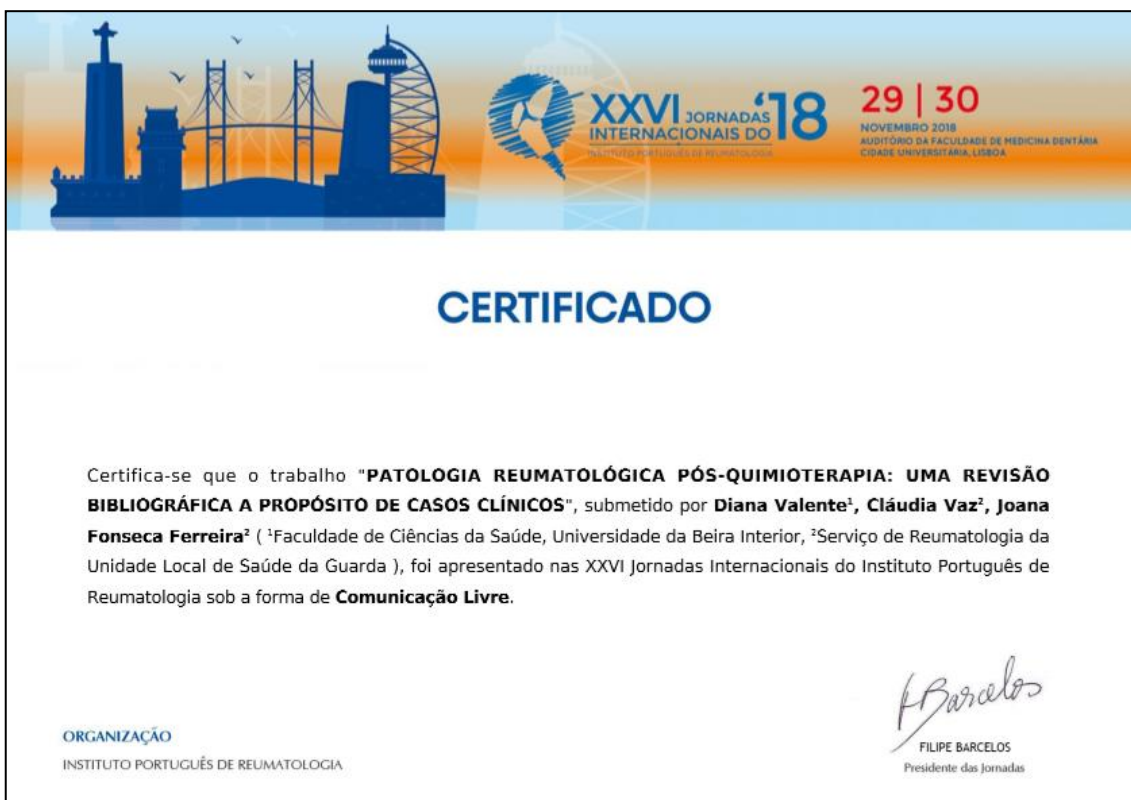 XXVI JORNADAS '18
INTERNACIONAIS DO
INSTITUTO PORTUGUÊS DE REUMATOLOGIA
29 | 30
NOVEMBRO 2018
AUDITÓRIO DA FACULDADE DE MEDICINA DENTÁRIA
CIDADE UNIVERSITÁRIA, LISBOA
CERTIFICADO
Certifica-se que o trabalho "PATOLOGIA REUMATOLÓGICA PÓS-QUIMIOTERAPIA: UMA REVISÃO
BIBLIOGRÁFICA A PROPÓSITO DE CASOS CLÍNICOS", submetido por Diana Valente¹, Cláudia Vaz², Joana
Fonseca Ferreira² ( ¹Faculdade de Ciências da Saúde, Universidade da Beira Interior, ²Serviço de Reumatologia da
Unidade Local de Saúde da Guarda ), foi apresentado nas XXVI Jornadas Internacionais do Instituto Português de
Reumatologia sob a forma de Comunicação Livre.
FBarcelos
FILIPE BARCELOS
Presidente das Jornadas
ORGANIZAÇÃO
INSTITUTO PORTUGUÊS DE REUMATOLOGIA